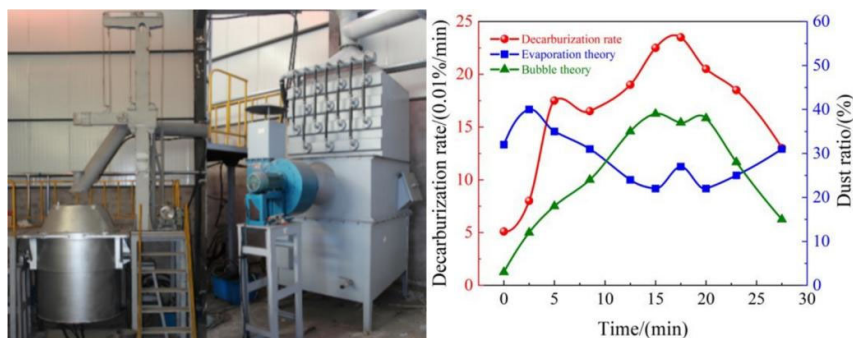 25
20
15
10
5
0
Decarburization rate/(0.01%/min)
Decarburization rate
Evaporation theory
Bubble theory
60
50
40
30
20
10
0
Dust ratio/(%)
0 5 10 15 20 25 30
Time/(min)